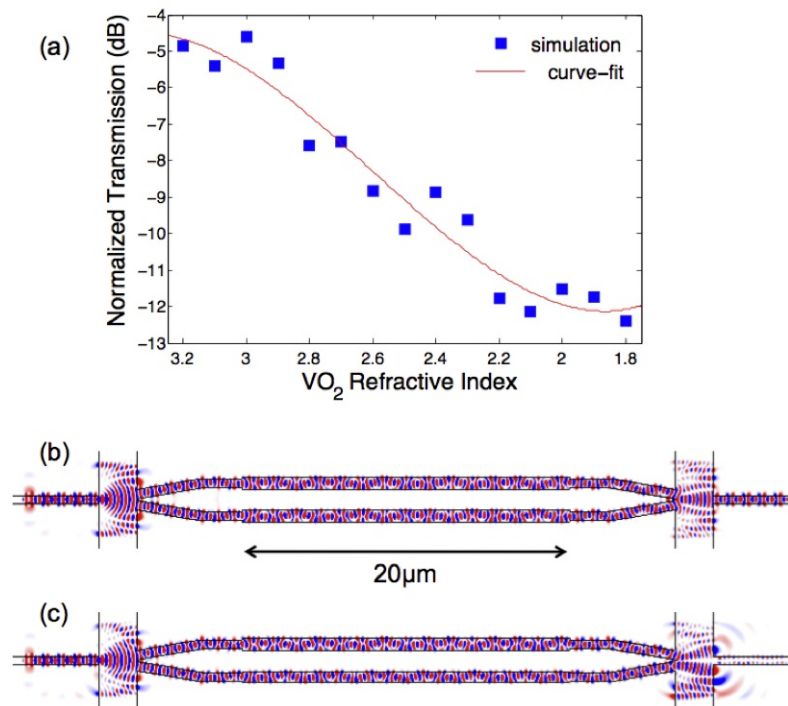 (a)
Normalized Transmission (dB)
-4
-5
-6
-7
-8
-9
-10
-11
-12
-13
simulation
curve-fit
3.2 3 2.8 2.6 2.4 2.2 2 1.8
VO2 Refractive Index
(b)
20μm
(c)